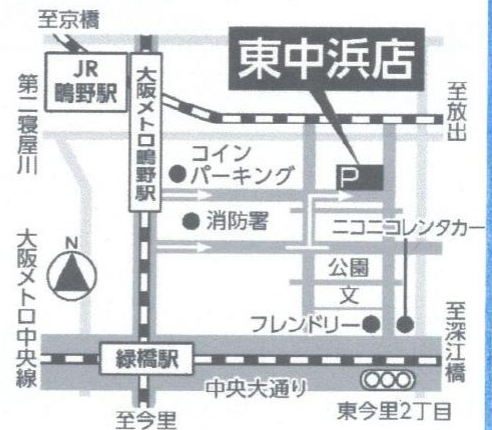 至京橋
JR
鴫野駅
大阪メトロ鴫野駅
東中浜店
第二寝屋川
至放出
コイン
パーキング
P
消防署
ニコニコレンタカー
N
公園
文
大阪メトロ中央線
フレンドリー
至深江橋
緑橋駅
中央大通り
至今里
東今里2丁目